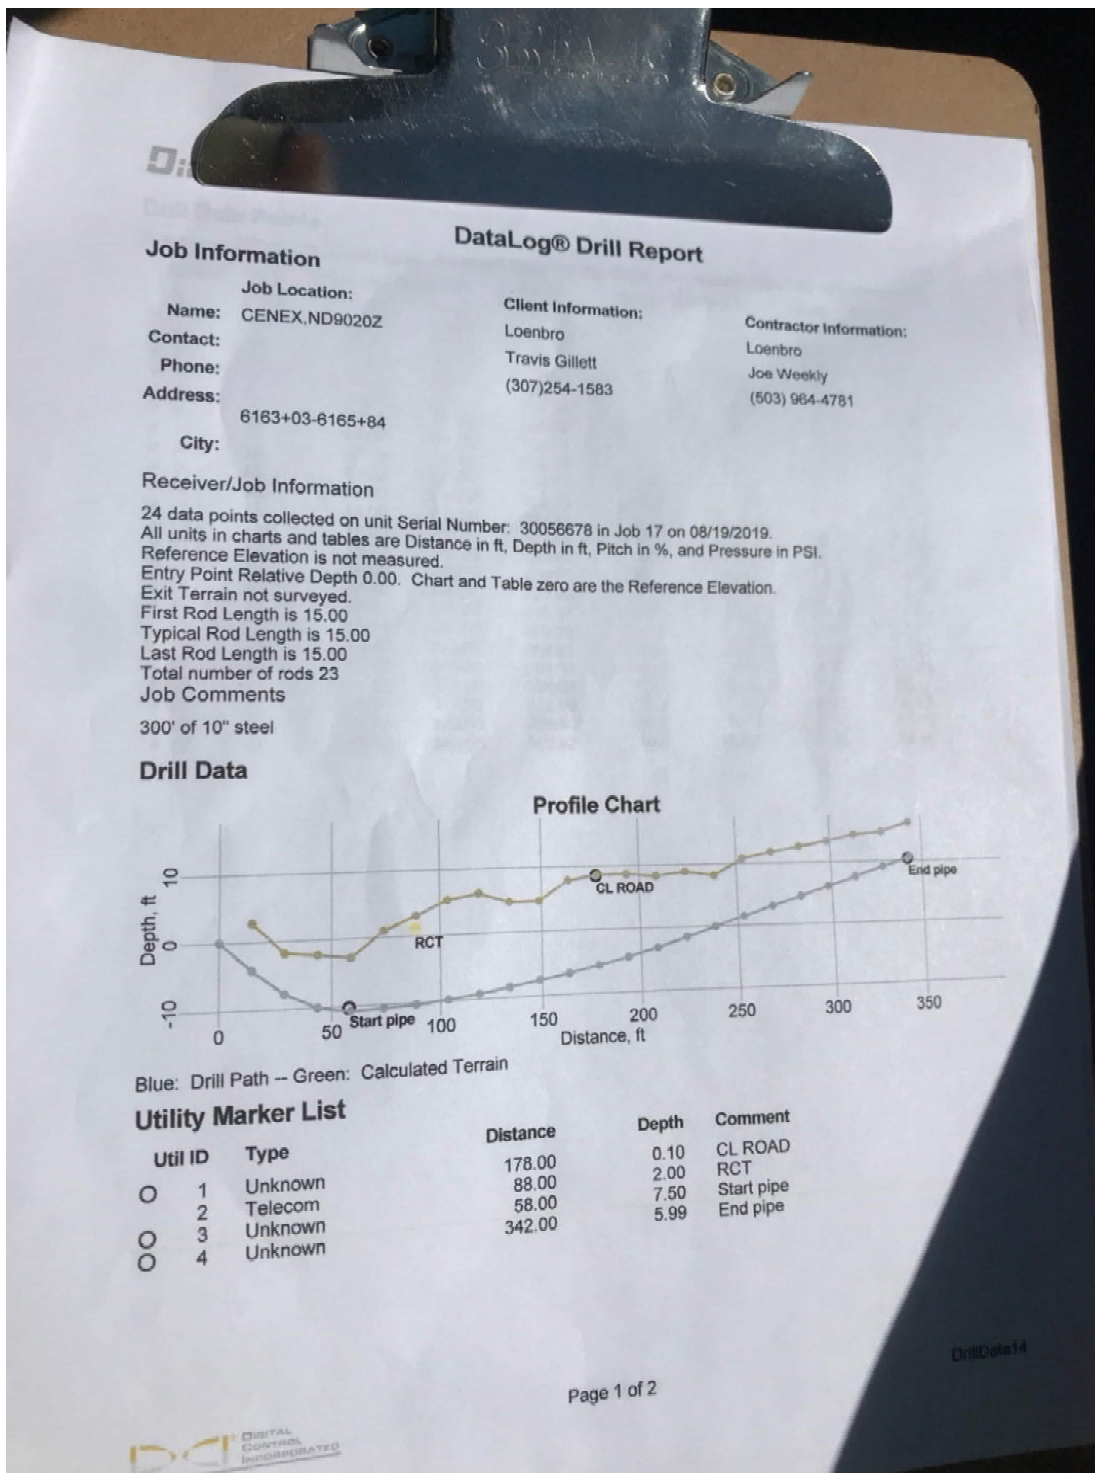 DataLog® Drill Report
Job Information
Job Location:
Name: CENEX,ND9020Z
Contact:
Phone:
Address:
6163+03-6165+84
City:
Client Information:
Loenbro
Travis Gillett
(307)254-1583
Contractor Information:
Loenbro
Joe Weekly
(503) 964-4781
Receiver/Job Information
24 data points collected on unit Serial Number: 30056678 in Job 17 on 08/19/2019.
All units in charts and tables are Distance in ft, Depth in ft, Pitch in %, and Pressure in PSI.
Reference Elevation is not measured.
Entry Point Relative Depth 0.00. Chart and Table zero are the Reference Elevation.
Exit Terrain not surveyed.
First Rod Length is 15.00
Typical Rod Length is 15.00
Last Rod Length is 15.00
Total number of rods 23
Job Comments
300' of 10" steel
Drill Data
Profile Chart
Depth, ft
10
0
-10
CL ROAD
RCT
Start pipe
End pipe
0 50 100 150 200 250 300 350
Distance, ft
Blue: Drill Path -- Green: Calculated Terrain
Utility Marker List
Util ID Type Distance Depth Comment
1 Unknown 178.00 0.10 CL ROAD
2 Telecom 88.00 2.00 RCT
3 Unknown 58.00 7.50 Start pipe
4 Unknown 342.00 5.99 End pipe
DrillData14
Page 1 of 2
DCI DIGITAL
CONTROL
INCORPORATED